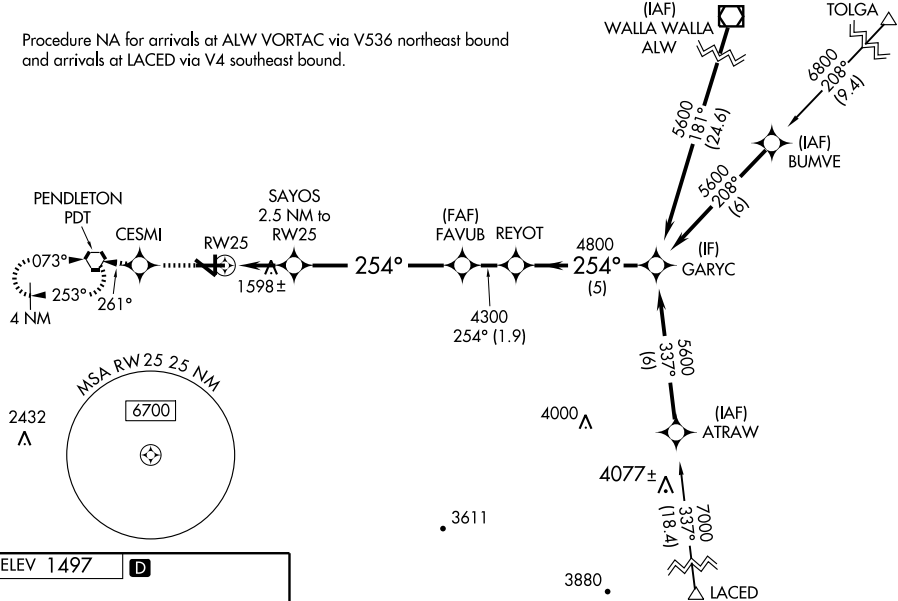 Procedure NA for arrivals at ALW VORTAC via V536 northeast bound
and arrivals at LACED via V4 southeast bound.
(IAF)
WALLA WALLA
ALW
TOLGA
6800
208°
(9.4)
5600
181°
(24.6)
(IAF)
BUMVE
5600
208°
(6)
PENDLETON
PDT
CESMI
RW25
SAYOS
2.5 NM to
RW25
(FAF)
FAVUB
REYOT
4800
254°
(5)
(IF)
GARYC
073°
253°
261°
4 NM
1598±
254°
4300
254° (1.9)
5600
337°
(6)
MSA RW25 25 NM
6700
2432
4000
(IAF)
ATRAW
4077±
7000
337°
(18.4)
3611
3880
LACED
ELEV 1497
D